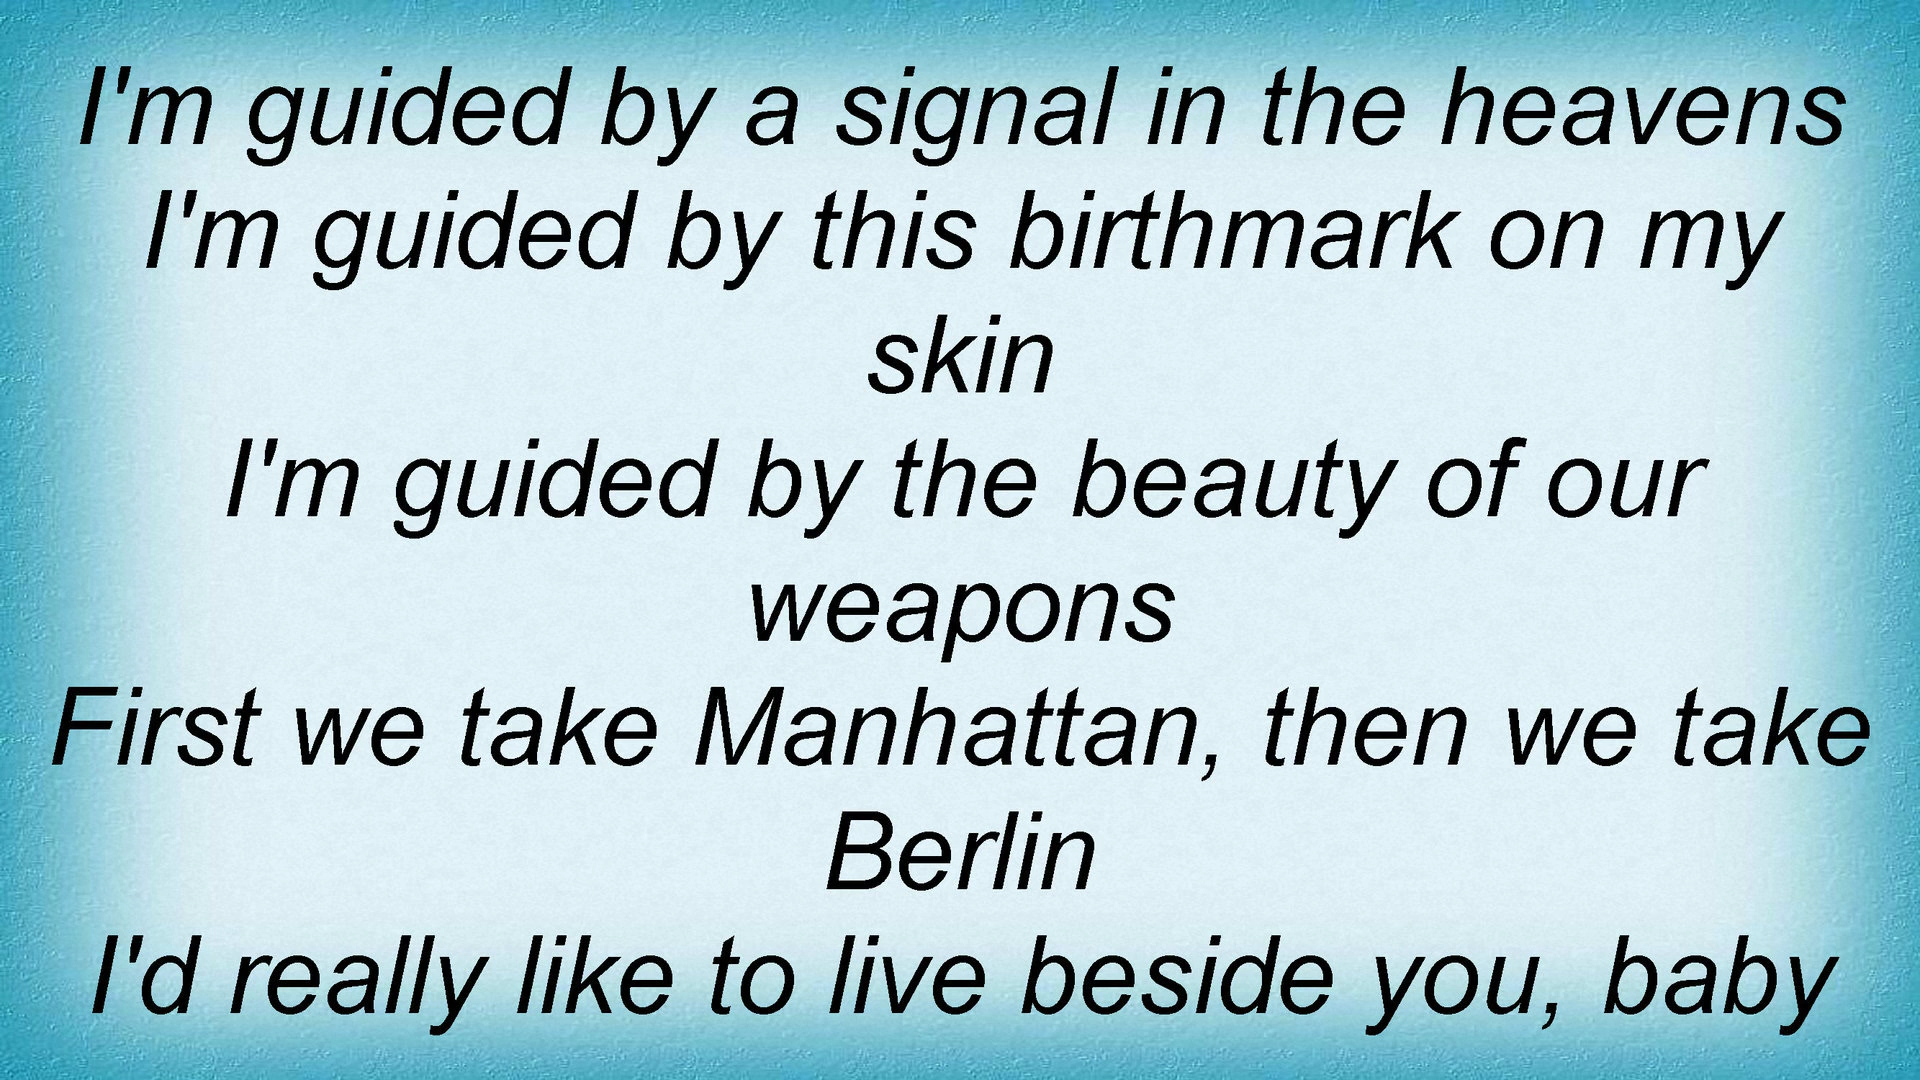 I'm guided by a signal in the heavens
I'm guided by this birthmark on my
skin
I'm guided by the beauty of our
weapons
First we take Manhattan, then we take
Berlin
I'd really like to live beside you, baby